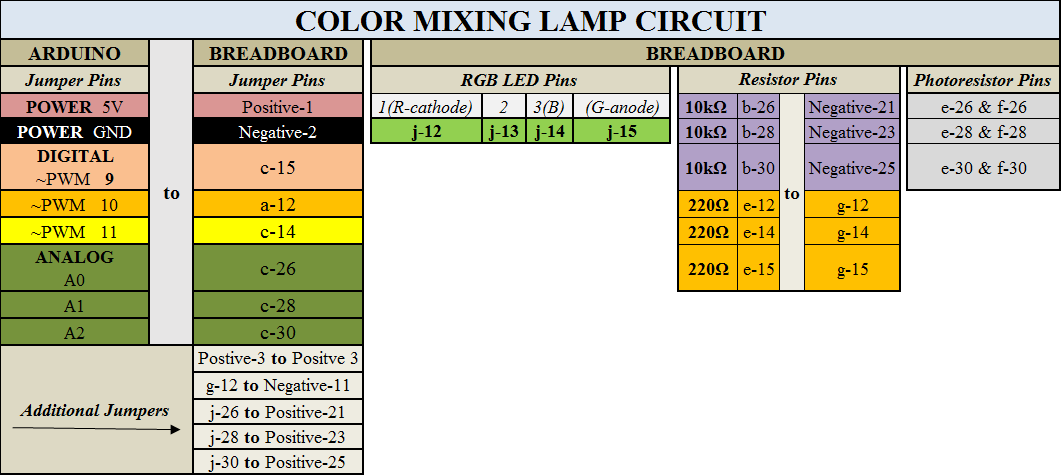 COLOR MIXING LAMP CIRCUIT
ARDUINO BREADBOARD BREADBOARD
Jumper Pins Jumper Pins RGB LED Pins Resistor Pins Photoresistor Pins
POWER 5V Positive-1 1(R-cathode) 2 3(B) (G-anode) 10kΩ b-26 Negative-21 e-26 & f-26
POWER GND Negative-2 j-12 j-13 j-14 j-15 10kΩ b-28 Negative-23 e-28 & f-28
DIGITAL
~PWM 9 c-15 10kΩ b-30 Negative-25 e-30 & f-30
to to
~PWM 10 a-12 220Ω e-12 g-12
~PWM 11 c-14 220Ω e-14 g-14
ANALOG
A0 c-26 220Ω e-15 g-15
A1 c-28
A2 c-30
Additional Jumpers
Postive-3 to Positve 3
g-12 to Negative-11
j-26 to Positive-21
j-28 to Positive-23
j-30 to Positive-25